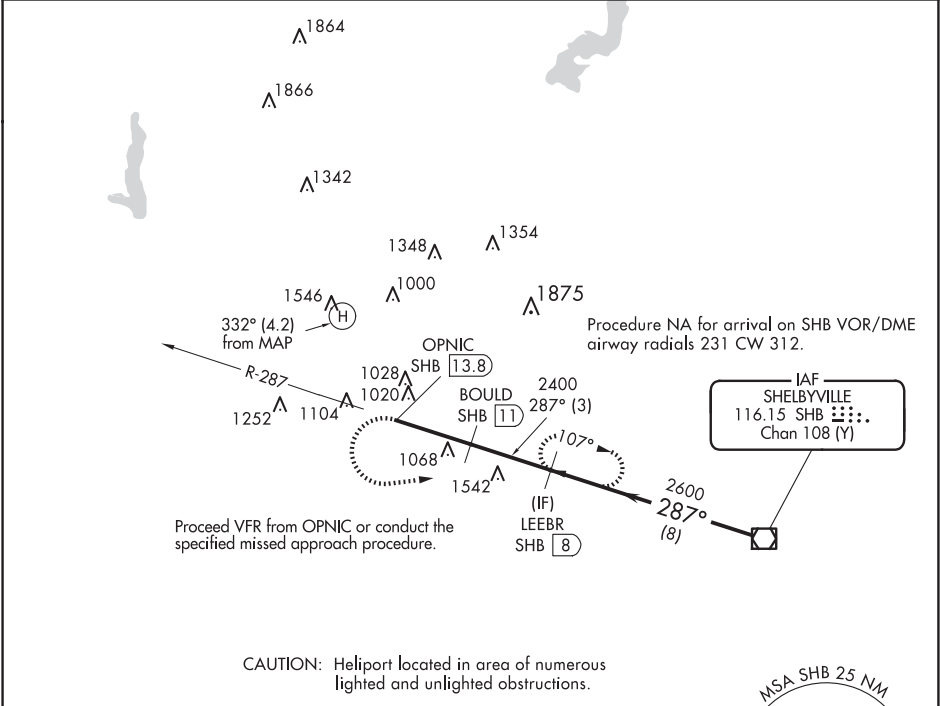 1864
1866
1342
1348
1354
1546
1000
1875
332° (4.2)
from MAP
H
Procedure NA for arrival on SHB VOR/DME
airway radials 231 CW 312.
OPNIC
SHB 13.8
R-287
1028
1020
BOULD
SHB 11
2400
287° (3)
IAF
SHELBYVILLE
116.15 SHB
Chan 108 (Y)
1252
1104
107°
1068
1542
2600
287°
(8)
(IF)
LEEBR
SHB 8
Proceed VFR from OPNIC or conduct the
specified missed approach procedure.
CAUTION: Heliport located in area of numerous
lighted and unlighted obstructions.
MSA SHB 25 NM